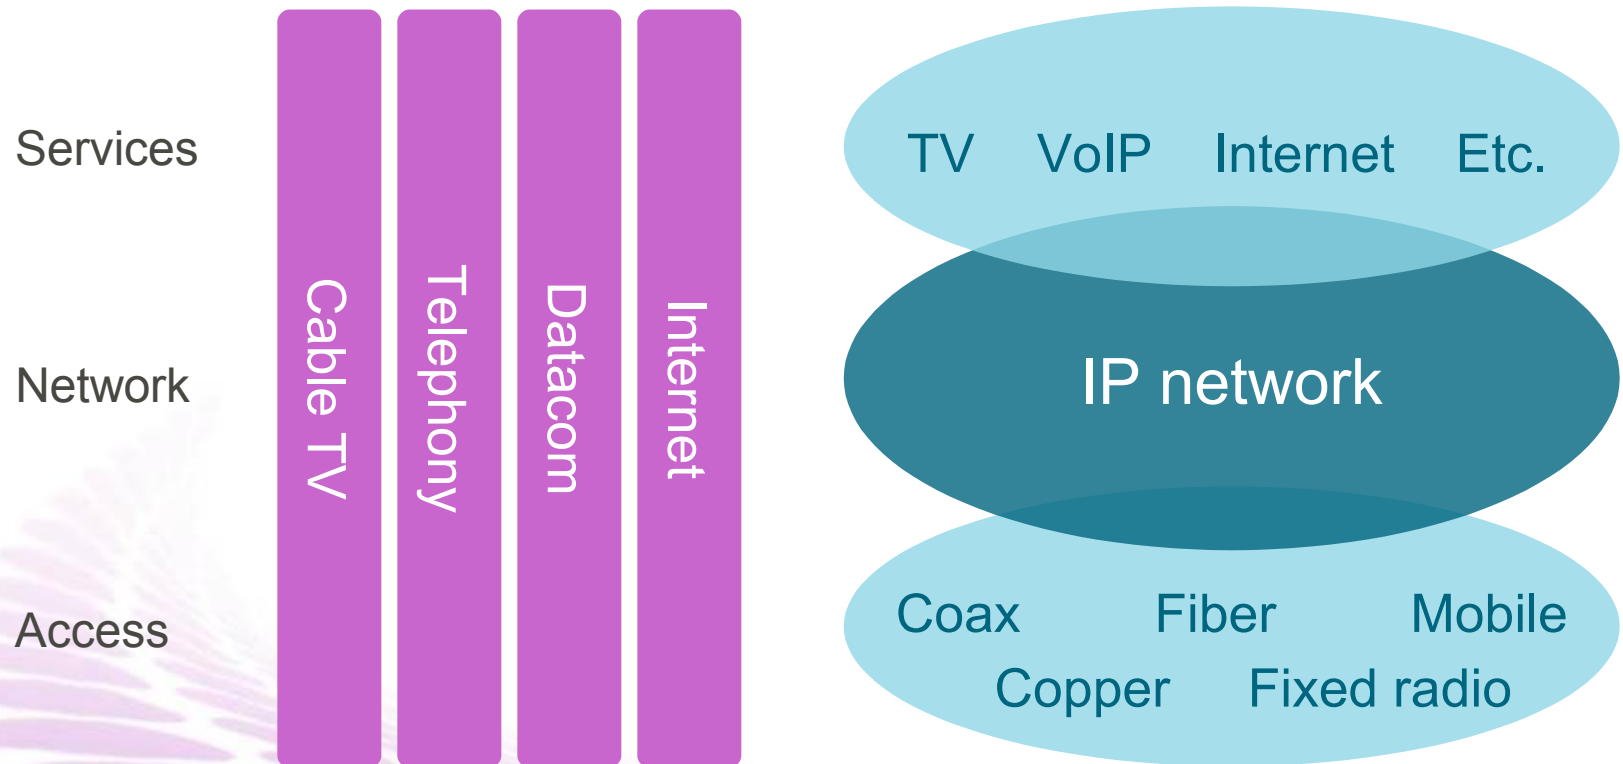 Services
Network
Access
Cable TV
Telephony
Datacom
Internet
TV VoIP Internet Etc.
IP network
Coax Fiber Mobile
Copper Fixed radio